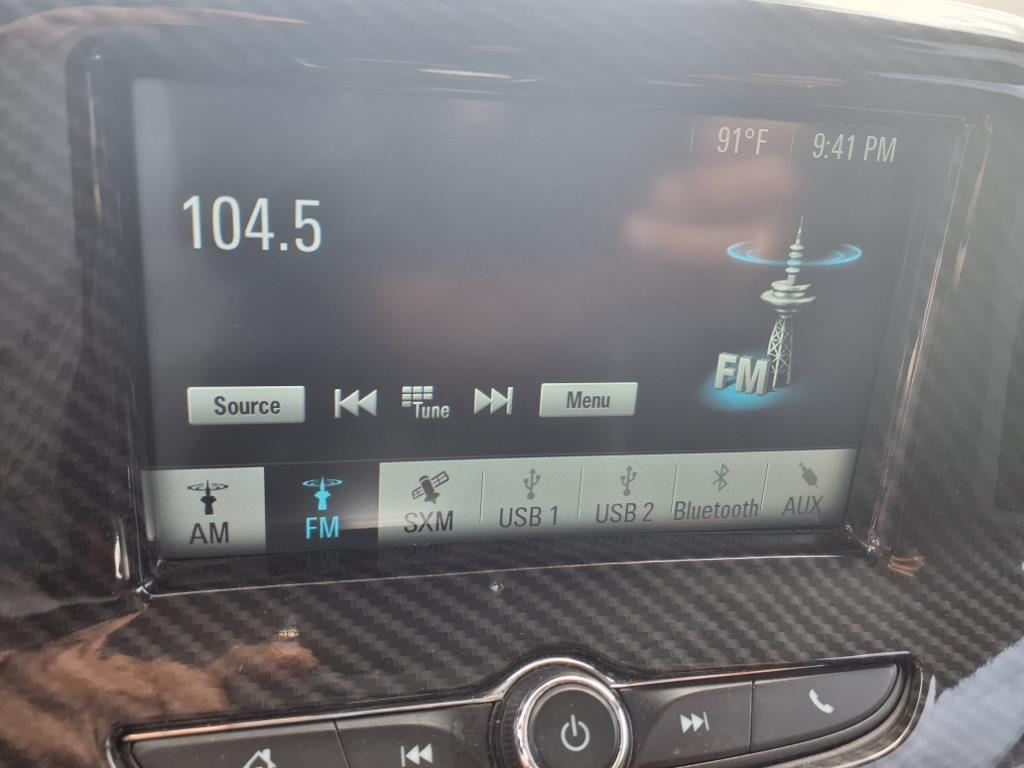 91°F 9:41 PM
104.5
FM
Source Tune Menu
AM FM SXM USB 1 USB 2 Bluetooth AUX